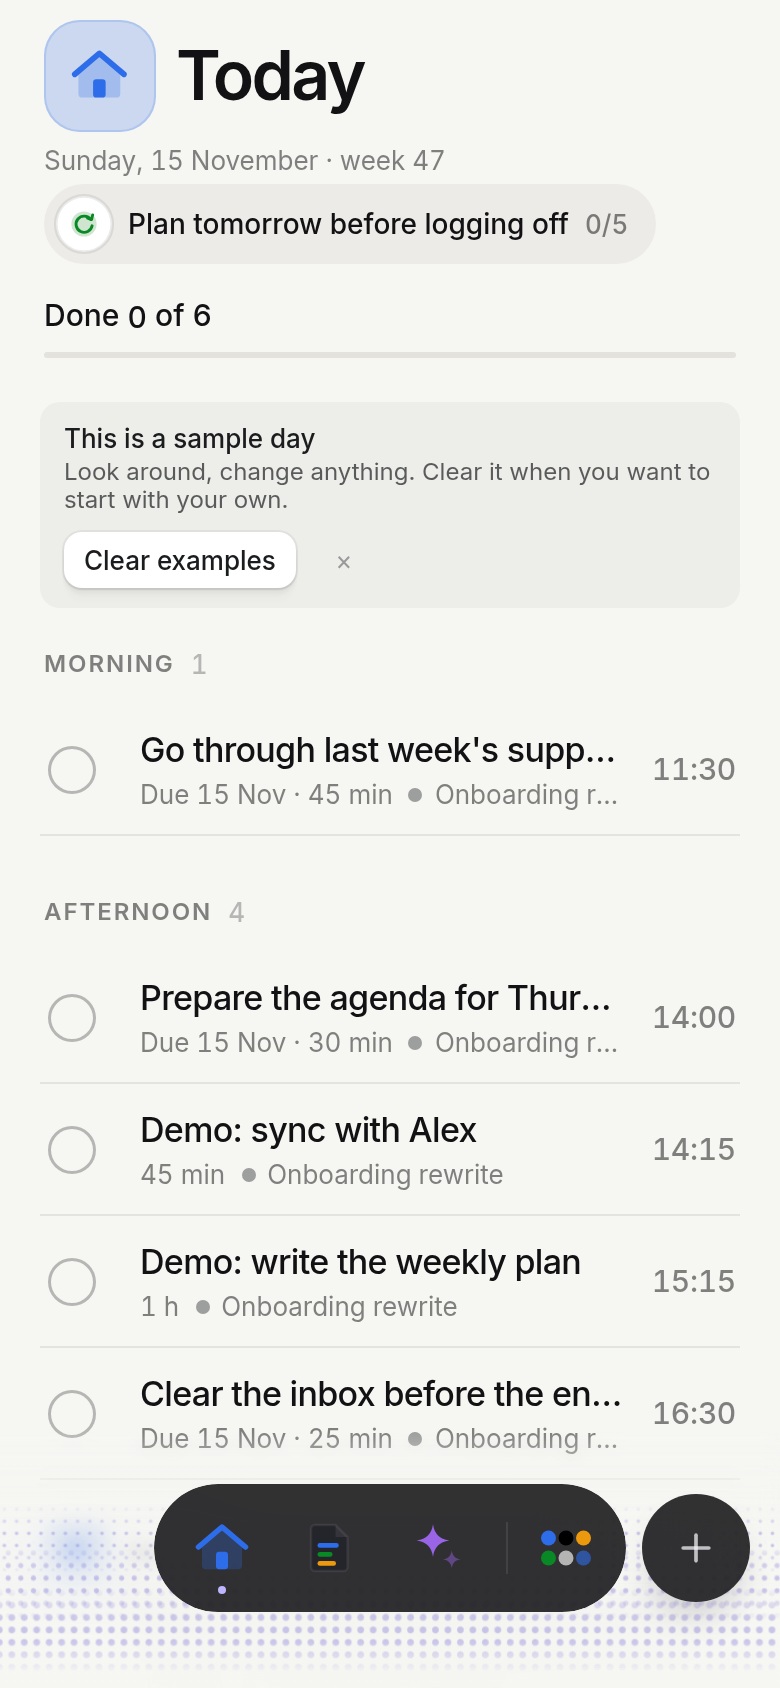 Today
Sunday, 15 November · week 47
Plan tomorrow before logging off 0/5
Done 0 of 6
This is a sample day
Look around, change anything. Clear it when you want to
start with your own.
Clear examples ×
MORNING 1
Go through last week's supp... 11:30
Due 15 Nov · 45 min ● Onboarding r...
AFTERNOON 4
Prepare the agenda for Thur... 14:00
Due 15 Nov · 30 min ● Onboarding r...
Demo: sync with Alex 14:15
45 min ● Onboarding rewrite
Demo: write the weekly plan 15:15
1 h ● Onboarding rewrite
Clear the inbox before the en... 16:30
Due 15 Nov · 25 min ● Onboarding r...